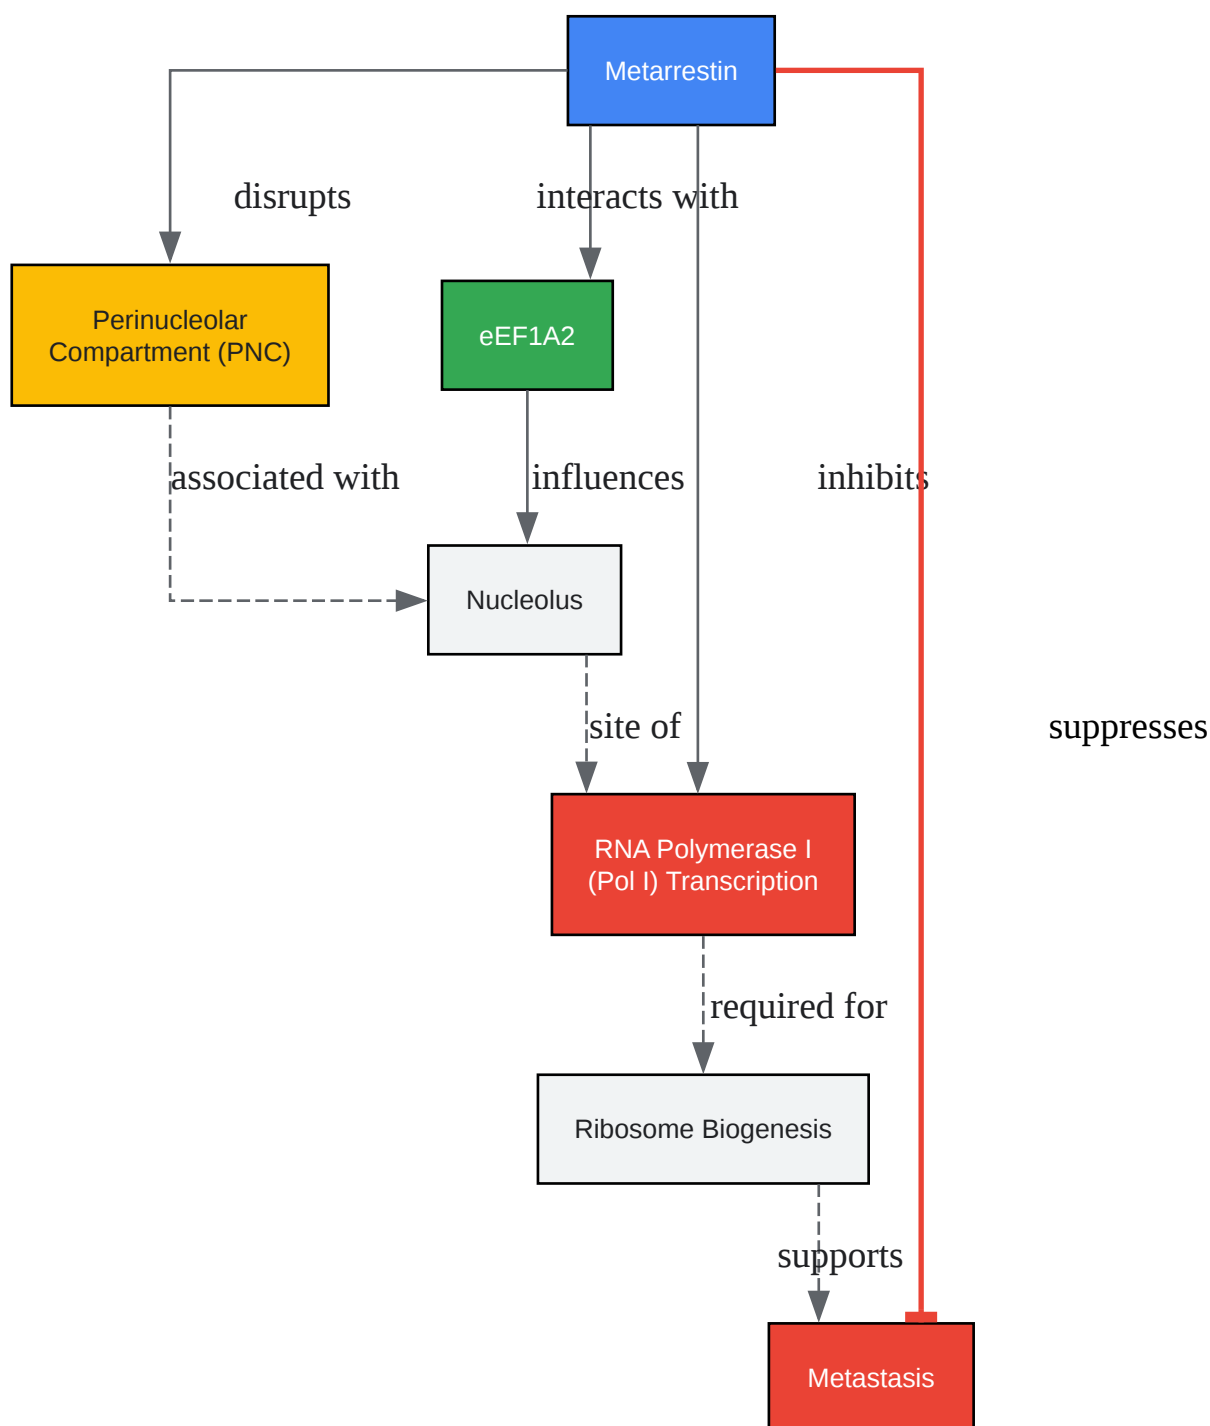 Metarrestin
disrupts
interacts with
Perinucleolar
Compartment (PNC)
eEF1A2
associated with
influences
inhibits
Nucleolus
site of
suppresses
RNA Polymerase I
(Pol I) Transcription
required for
Ribosome Biogenesis
supports
Metastasis